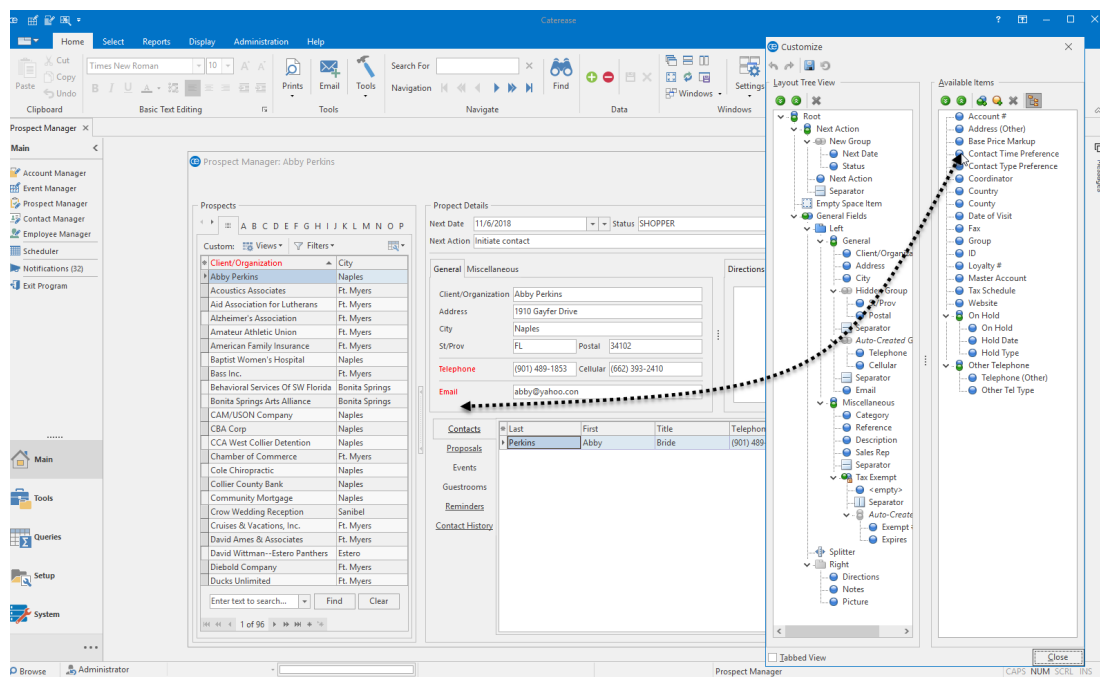 Caterease
Home Select Reports Display Administration Help
Paste
Cut
Copy
Undo
Clipboard
Times New Roman 10
Basic Text Editing
Prints Email Tools
Tools
Search For
Navigation
Find
Navigate
Data
Windows
Settings
Windows
Prospect Manager
Messages
Main
Account Manager
Event Manager
Prospect Manager
Contact Manager
Employee Manager
Scheduler
Notifications (32)
Exit Program
Main
Tools
Queries
Setup
System
Prospect Manager: Abby Perkins
Prospects
A B C D E F G H I J K L M N O P
Custom: Views Filters
Client/Organization City
Abby Perkins Naples
Acoustics Associates Ft. Myers
Aid Association for Lutherans Ft. Myers
Alzheimer's Association Ft. Myers
Amateur Athletic Union Ft. Myers
American Family Insurance Ft. Myers
Baptist Women's Hospital Naples
Bass Inc. Ft. Myers
Behavioral Services Of SW Florida Bonita Springs
Bonita Springs Arts Alliance Bonita Springs
CAM/USON Company Naples
CBA Corp Naples
CCA West Collier Detention Naples
Chamber of Commerce Ft. Myers
Cole Chiropractic Naples
Collier County Bank Naples
Community Mortgage Naples
Crow Wedding Reception Sanibel
Cruises & Vacations, Inc. Ft. Myers
David Ames & Associates Ft. Myers
David Wittman--Estero Panthers Estero
Diebold Company Ft. Myers
Ducks Unlimited Ft. Myers
Enter text to search... Find Clear
1 of 96
Propect Details
Next Date 11/6/2018 Status SHOPPER
Next Action Initiate contact
General Miscellaneous
Directions
Client/Organization Abby Perkins
Address 1910 Gayfer Drive
City Naples
St/Prov FL Postal 34102
Telephone (901) 489-1853 Cellular (662) 393-2410
Email abby@yahoo.con
Contacts
Proposals
Events
Guestrooms
Reminders
Contact History
Last First Title Telephon
Perkins Abby Bride (901) 489-
Customize
Layout Tree View
Root
Next Action
New Group
Next Date
Status
Next Action
Separator
Empty Space Item
General Fields
Left
General
Client/Organiza
Address
City
Hidden Group
St/Prov
Postal
Separator
Auto-Created G
Telephone
Cellular
Separator
Email
Miscellaneous
Category
Reference
Description
Sales Rep
Separator
Tax Exempt
<empty>
Separator
Auto-Create
Exempt
Expires
Splitter
Right
Directions
Notes
Picture
Available Items
Account #
Address (Other)
Base Price Markup
Contact Time Preference
Contact Type Preference
Coordinator
Country
County
Date of Visit
Fax
Group
ID
Loyalty #
Master Account
Tax Schedule
Website
On Hold
On Hold
Hold Date
Hold Type
Other Telephone
Telephone (Other)
Other Tel Type
Tabbed View
Close
Browse Administrator Prospect Manager CAPS NUM SCRL INS